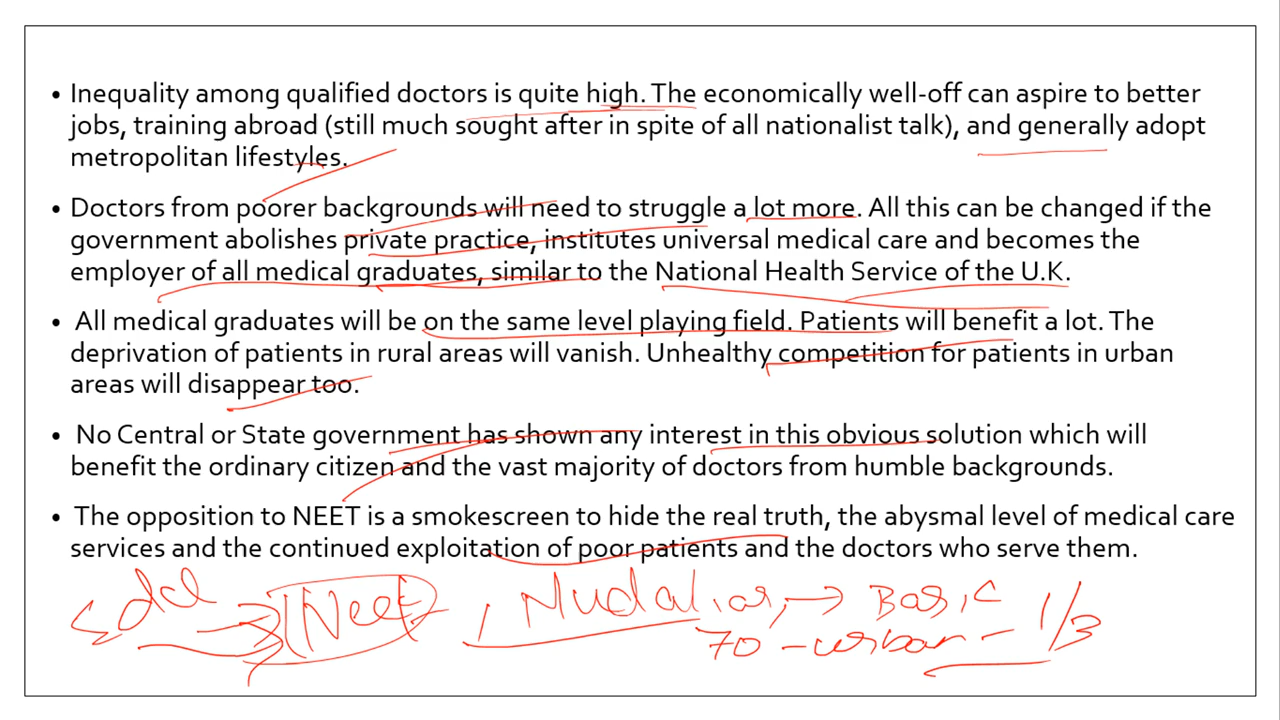 • Inequality among qualified doctors is quite high. The economically well-off can aspire to better
jobs, training abroad (still much sought after in spite of all nationalist talk), and generally adopt
metropolitan lifestyles.
• Doctors from poorer backgrounds will need to struggle a lot more. All this can be changed if the
government abolishes private practice, institutes universal medical care and becomes the
employer of all medical graduates, similar to the National Health Service of the U.K.
• All medical graduates will be on the same level playing field. Patients will benefit a lot. The
deprivation of patients in rural areas will vanish. Unhealthy competition for patients in urban
areas will disappear too.
• No Central or State government has shown any interest in this obvious solution which will
benefit the ordinary citizen and the vast majority of doctors from humble backgrounds.
• The opposition to NEET is a smokescreen to hide the real truth, the abysmal level of medical care
services and the continued exploitation of poor patients and the doctors who serve them.
Neet Mudaliar, → Basic
70 - urban - 1/3